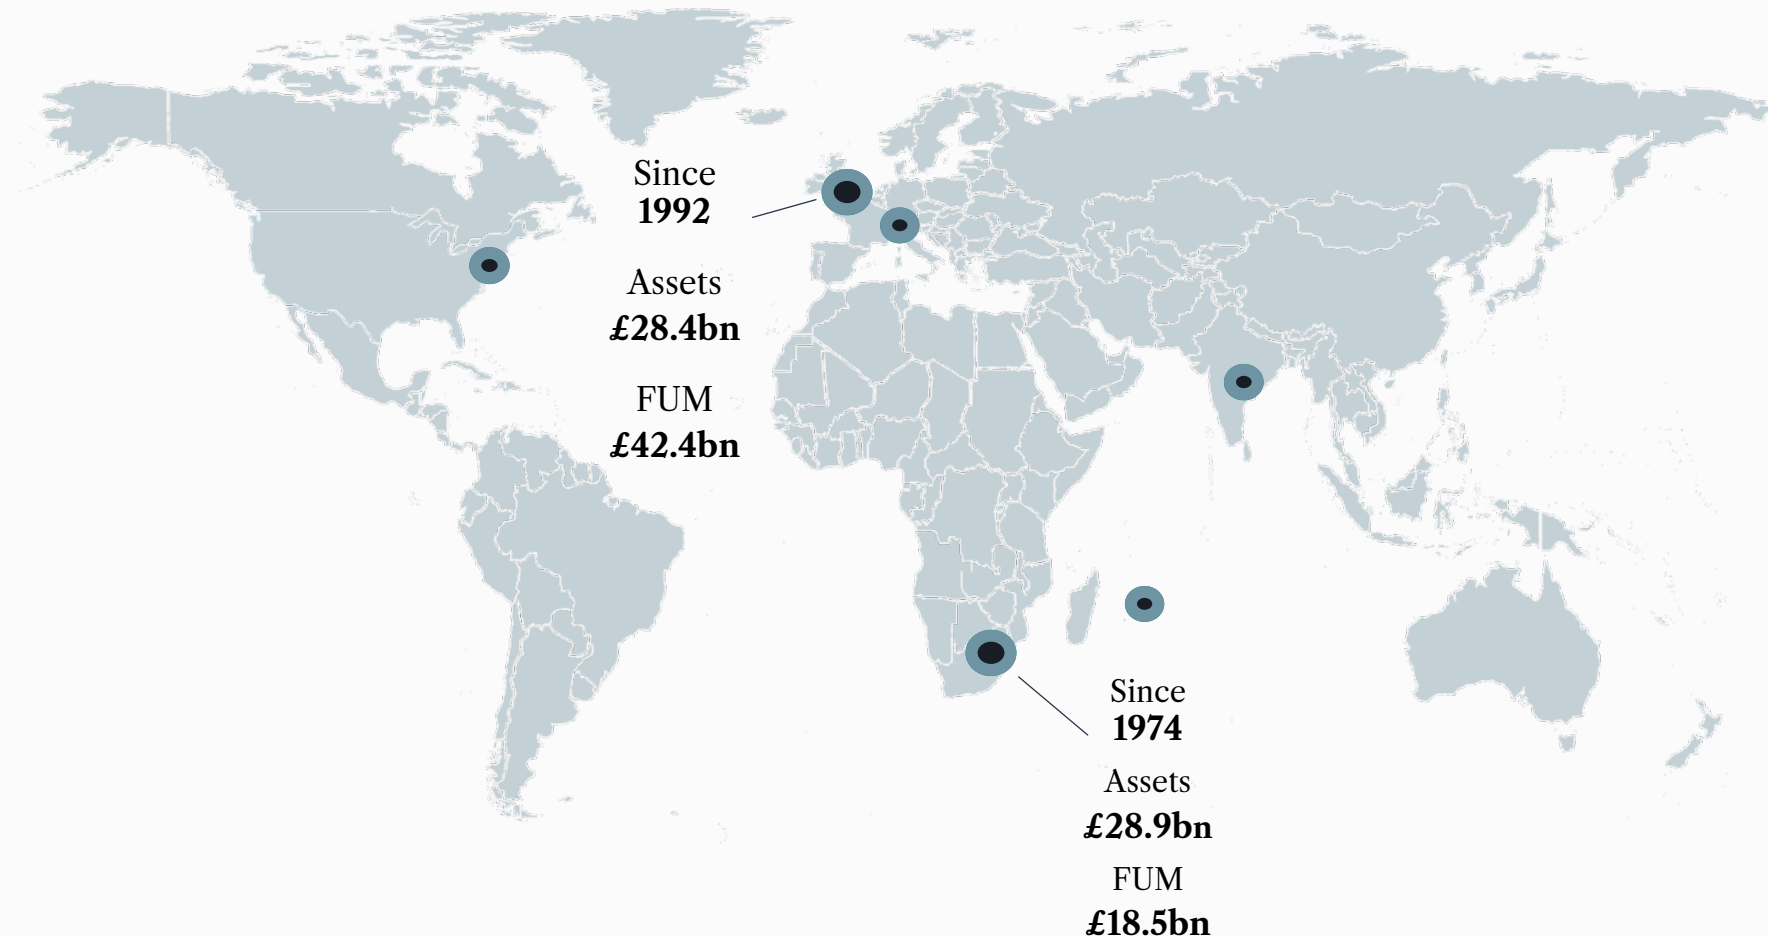 Since
1992
Assets
£28.4bn
FUM
£42.4bn
Since
1974
Assets
£28.9bn
FUM
£18.5bn